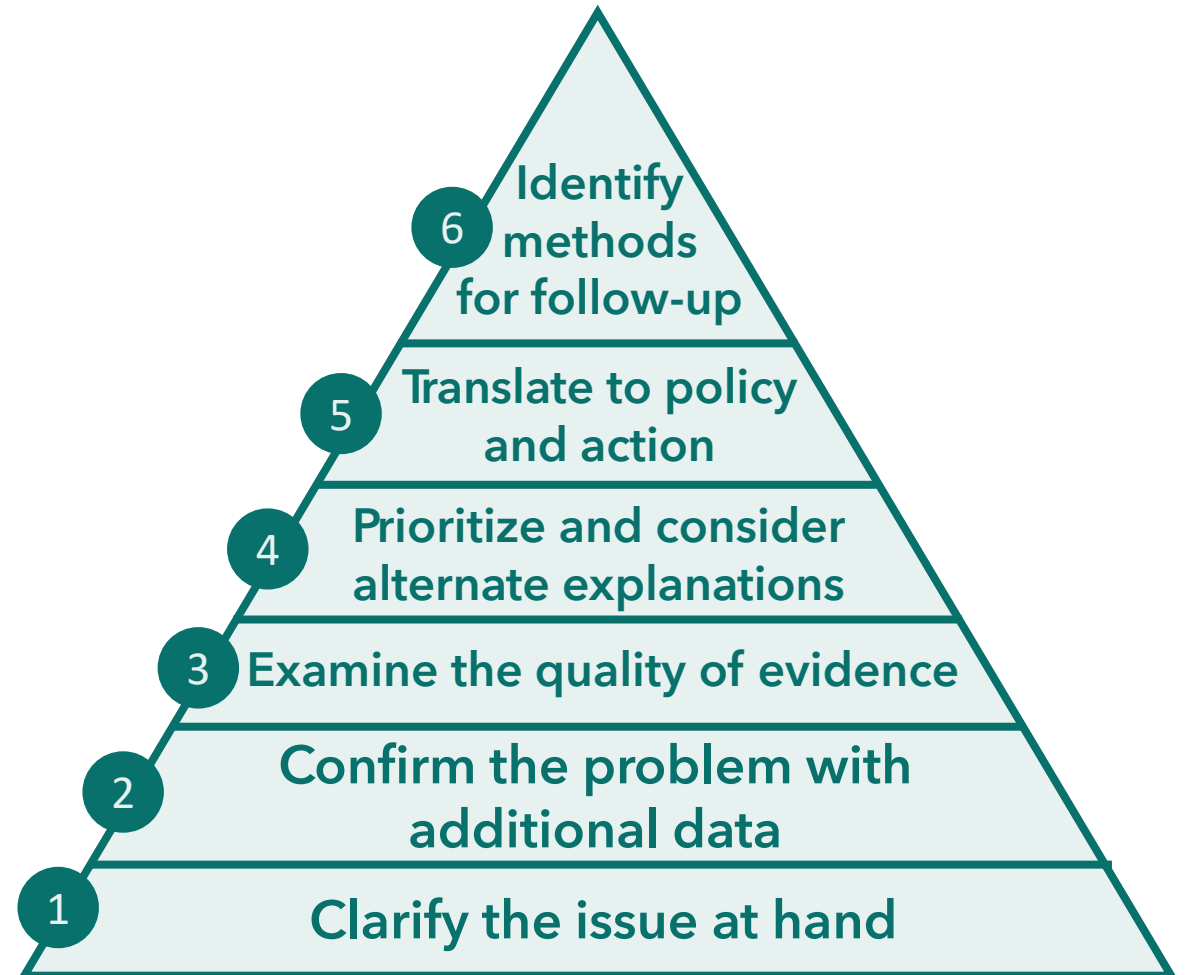 6
Identify
methods
for follow-up
5
Translate to policy
and action
4
Prioritize and consider
alternate explanations
3
Examine the quality of evidence
2
Confirm the problem with
additional data
1
Clarify the issue at hand